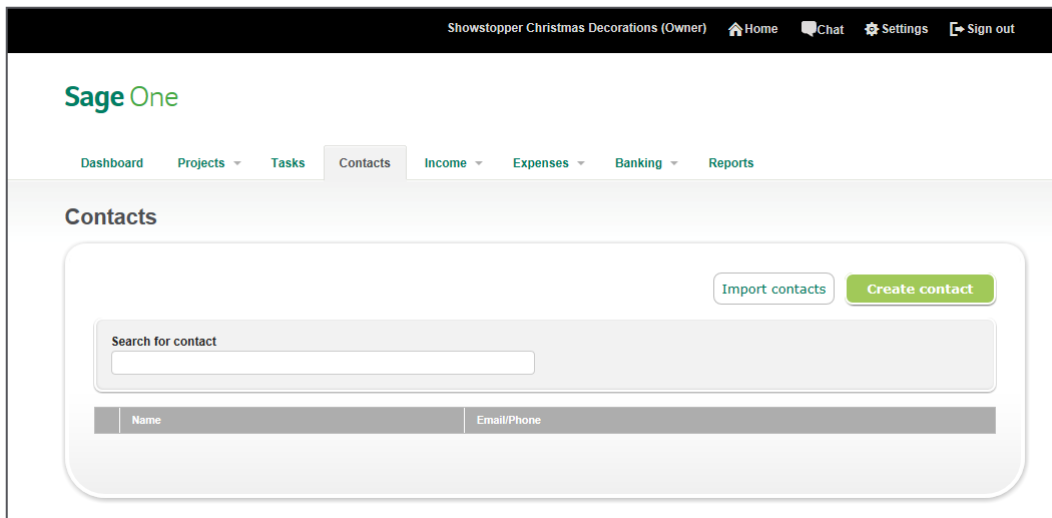 Showstopper Christmas Decorations (Owner) Home Chat Settings Sign out
Sage One
Dashboard Projects Tasks Contacts Income Expenses Banking Reports
Contacts
Import contacts Create contact
Search for contact
Name Email/Phone